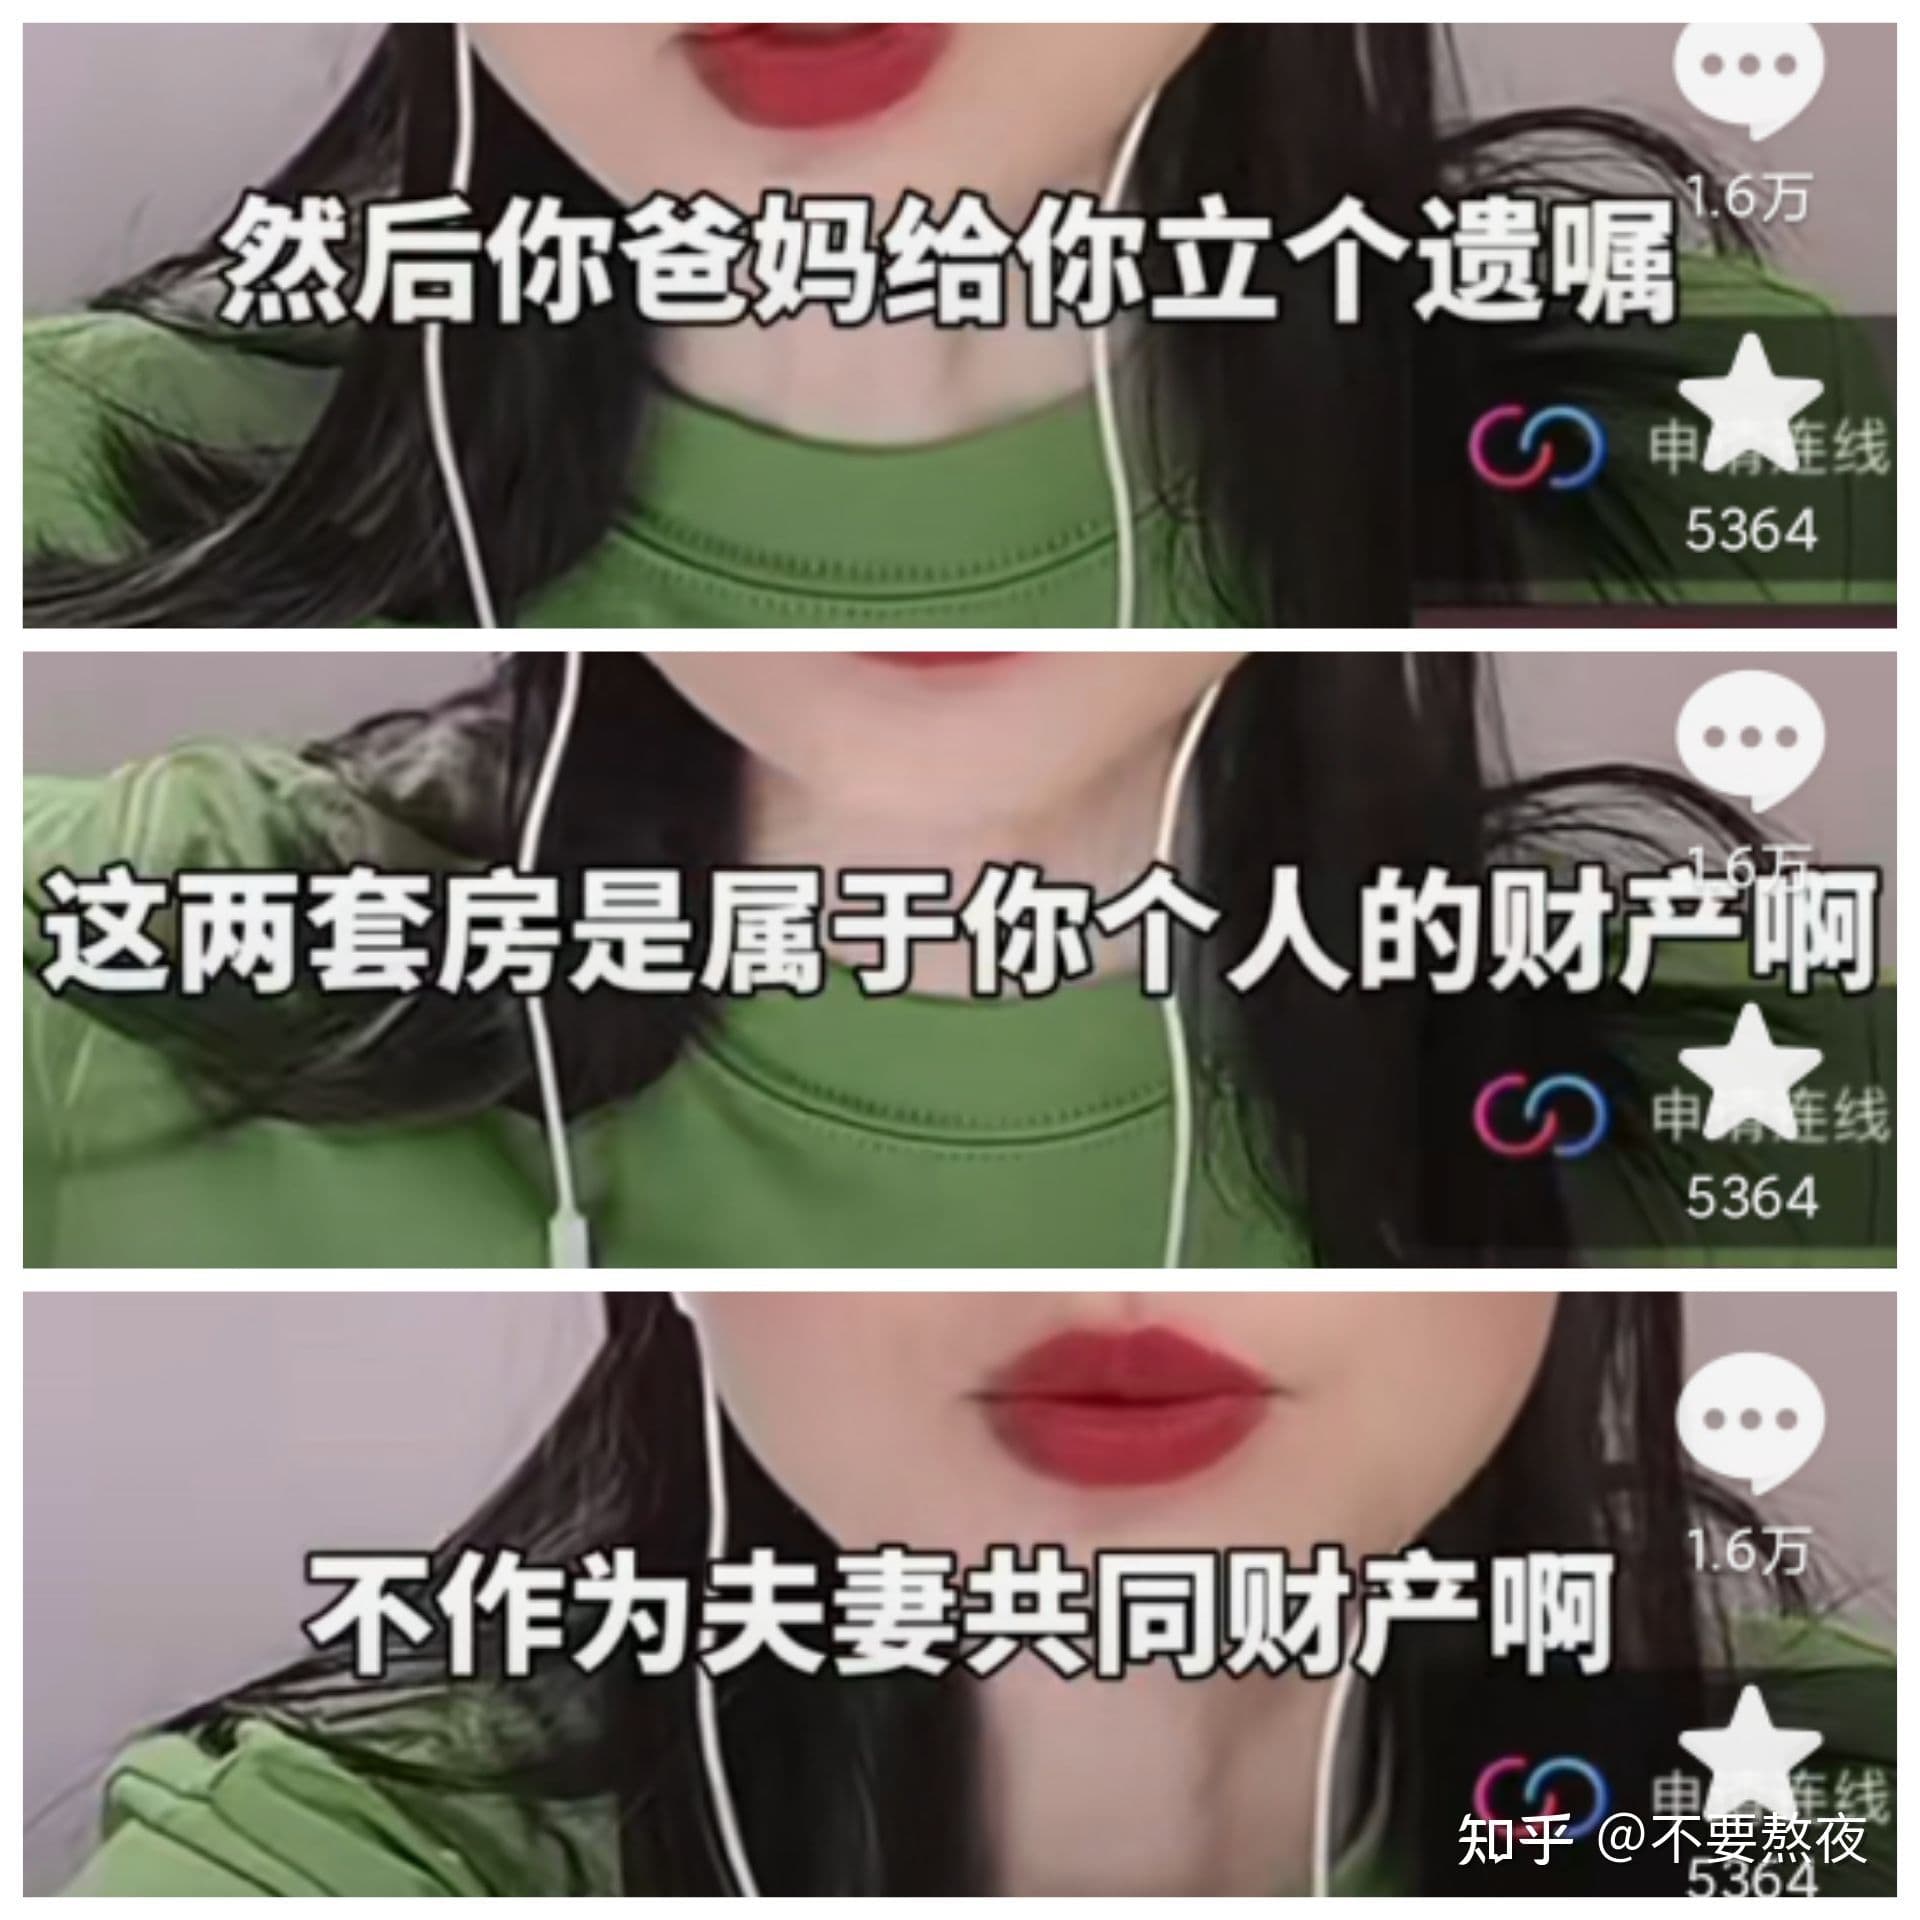 然后你爸妈给你立个遗嘱
1.6万
申请连线
5364
这两套房是属于你个人的财产啊
1.6万
申请连线
5364
不作为夫妻共同财产啊
1.6万
申请连线
知乎 @不要熬夜
5364